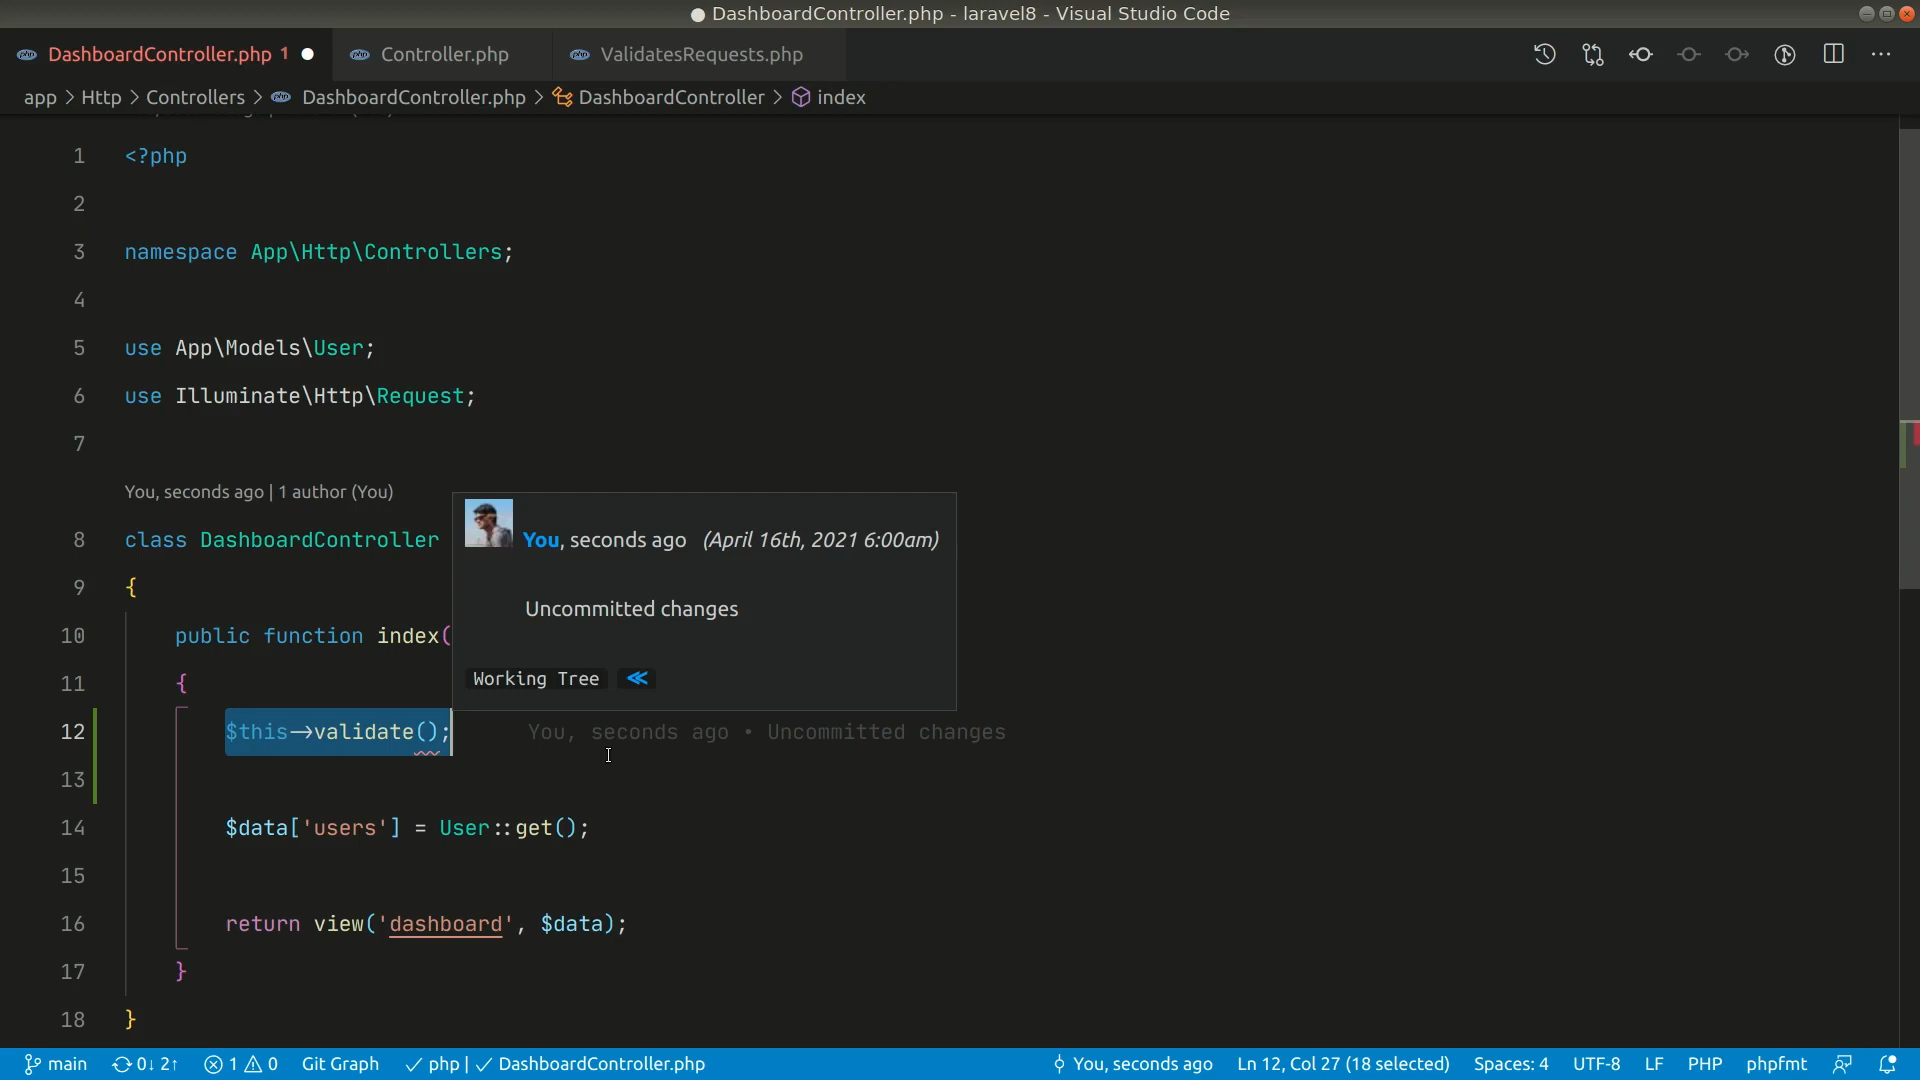 DashboardController.php - laravel8 - Visual Studio Code
DashboardController.php 1
Controller.php
ValidatesRequests.php
app > Http > Controllers > DashboardController.php > DashboardController > index
1 <?php
2
3 namespace App\Http\Controllers;
4
5 use App\Models\User;
6 use Illuminate\Http\Request;
7
You, seconds ago | 1 author (You)
8 class DashboardController
You, seconds ago (April 16th, 2021 6:00am)
9 {
Uncommitted changes
10 public function index(
Working Tree
11 {
12 $this->validate(); You, seconds ago • Uncommitted changes
13
14 $data['users'] = User::get();
15
16 return view('dashboard', $data);
17 }
18 }
main 0↓ 2↑ 1 0 Git Graph php | DashboardController.php You, seconds ago Ln 12, Col 27 (18 selected) Spaces: 4 UTF-8 LF PHP phpfmt